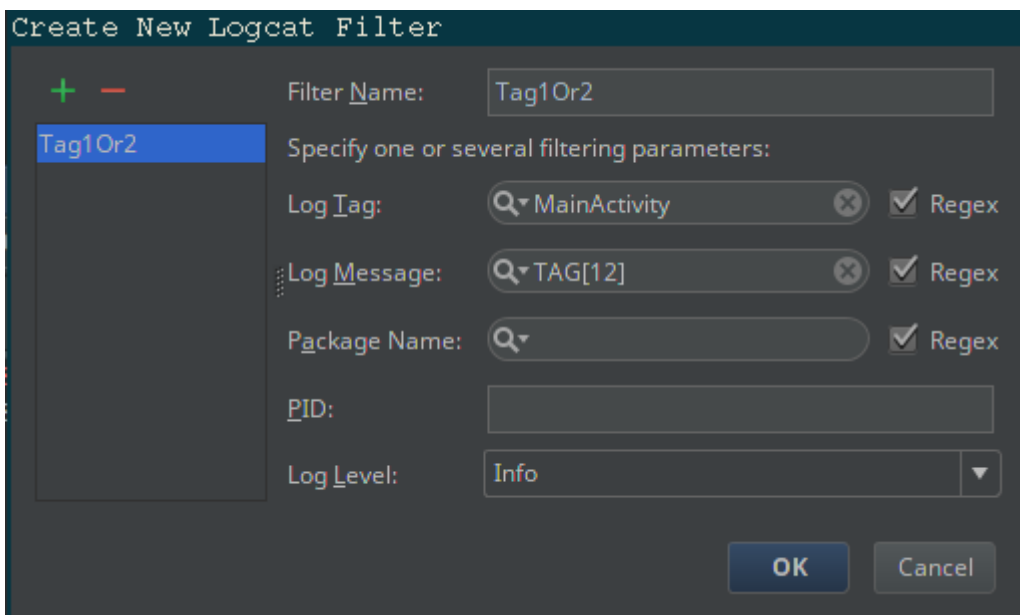 Create New Logcat Filter
Filter Name: Tag1Or2
Tag1Or2
Specify one or several filtering parameters:
Log Tag: MainActivity Regex
Log Message: TAG[12] Regex
Package Name: Regex
PID:
Log Level: Info
OK Cancel